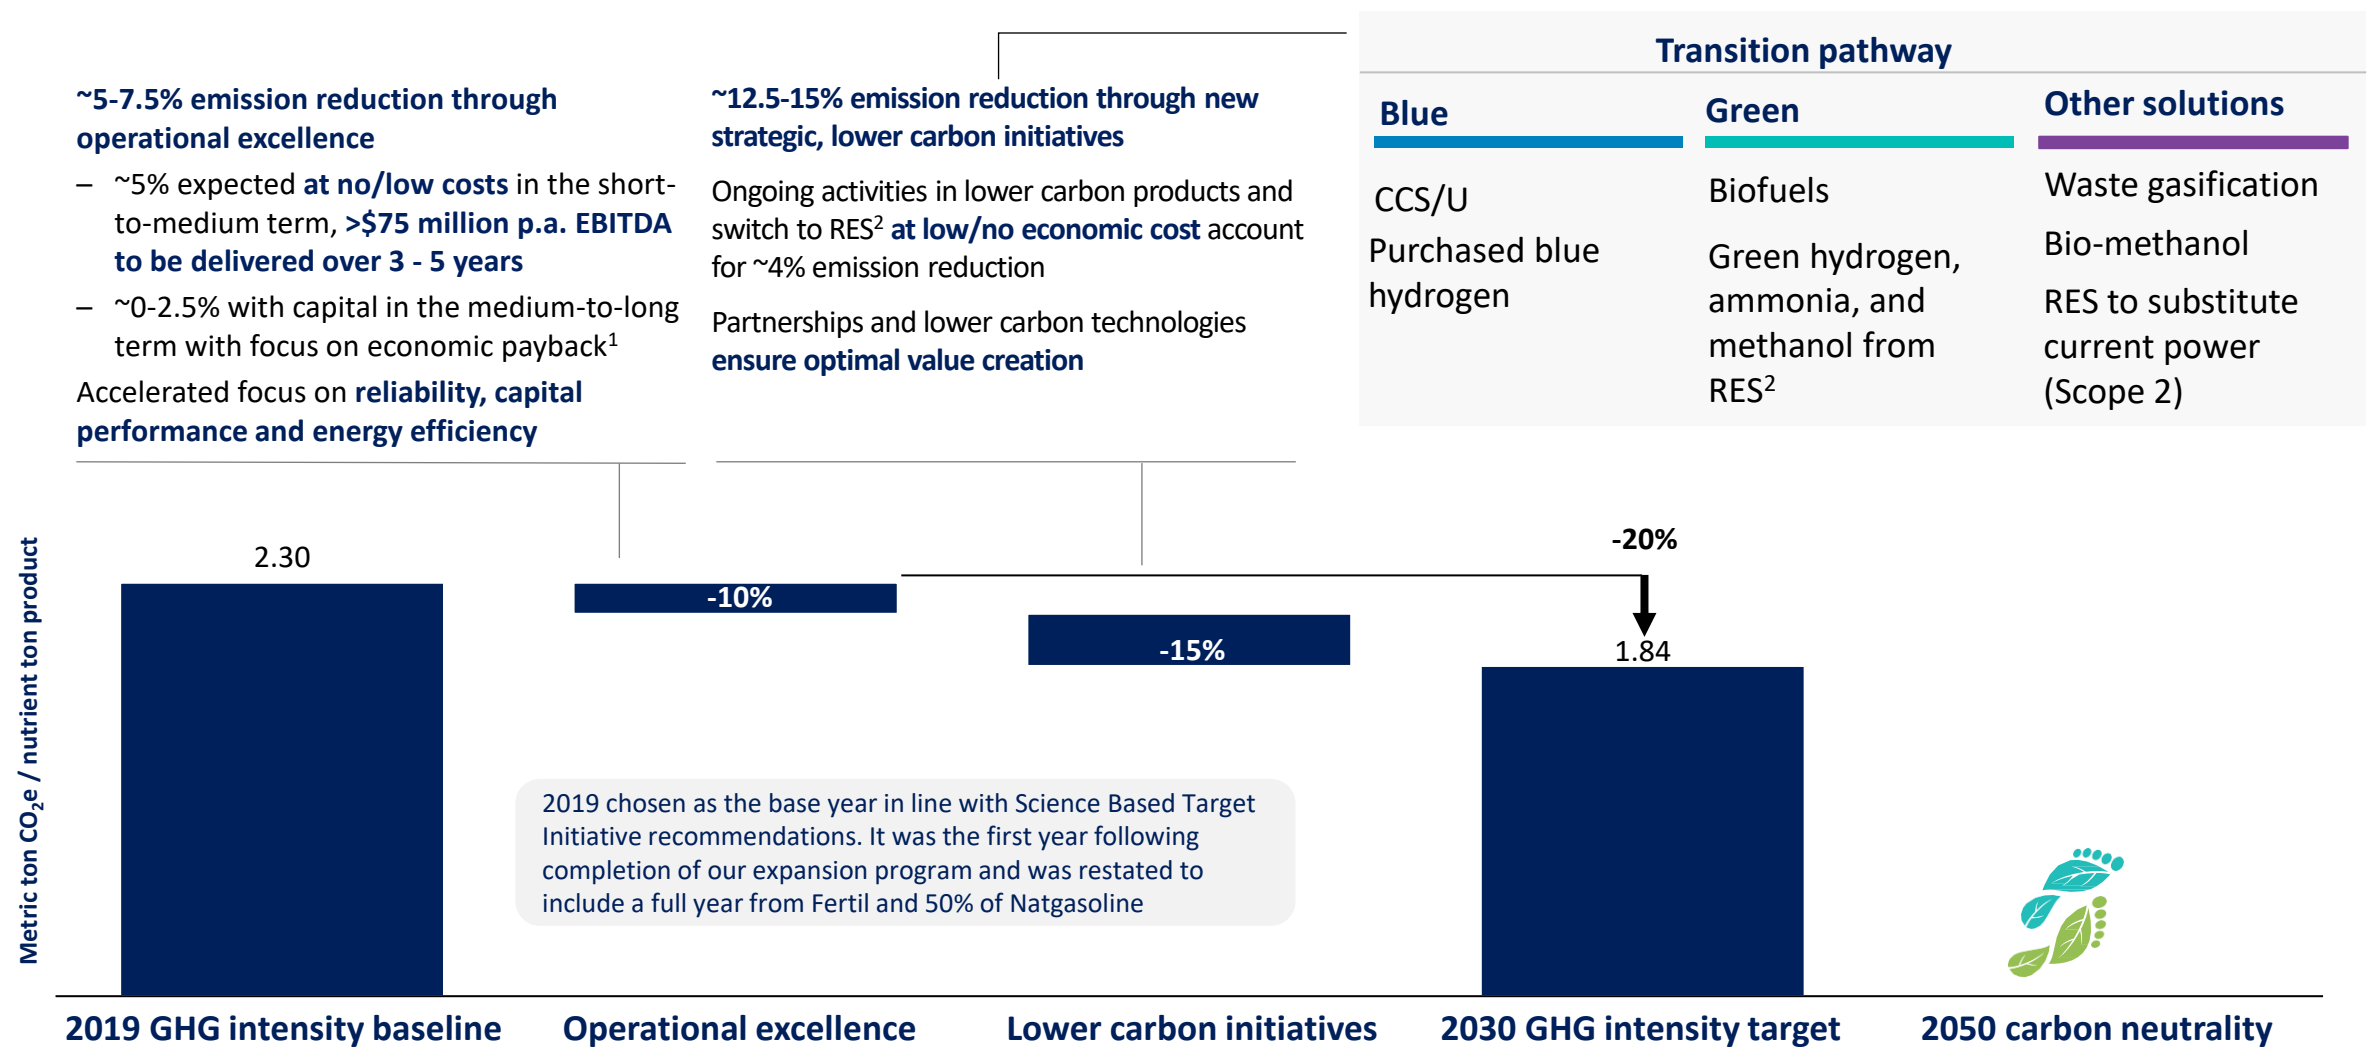 ~5-7.5% emission reduction through
operational excellence
– ~5% expected at no/low costs in the short-
to-medium term, >$75 million p.a. EBITDA
to be delivered over 3 - 5 years
– ~0-2.5% with capital in the medium-to-long
term with focus on economic payback1
Accelerated focus on reliability, capital
performance and energy efficiency
~12.5-15% emission reduction through new
strategic, lower carbon initiatives
Ongoing activities in lower carbon products and
switch to RES2 at low/no economic cost account
for ~4% emission reduction
Partnerships and lower carbon technologies
ensure optimal value creation
Transition pathway
Blue
CCS/U
Purchased blue
hydrogen
Green
Biofuels
Green hydrogen,
ammonia, and
methanol from
RES2
Other solutions
Waste gasification
Bio-methanol
RES to substitute
current power
(Scope 2)
Metric ton CO2e / nutrient ton product
2.30
-10%
-15%
-20%
1.84
2019 chosen as the base year in line with Science Based Target
Initiative recommendations. It was the first year following
completion of our expansion program and was restated to
include a full year from Fertil and 50% of Natgasoline
2019 GHG intensity baseline
Operational excellence
Lower carbon initiatives
2030 GHG intensity target
2050 carbon neutrality